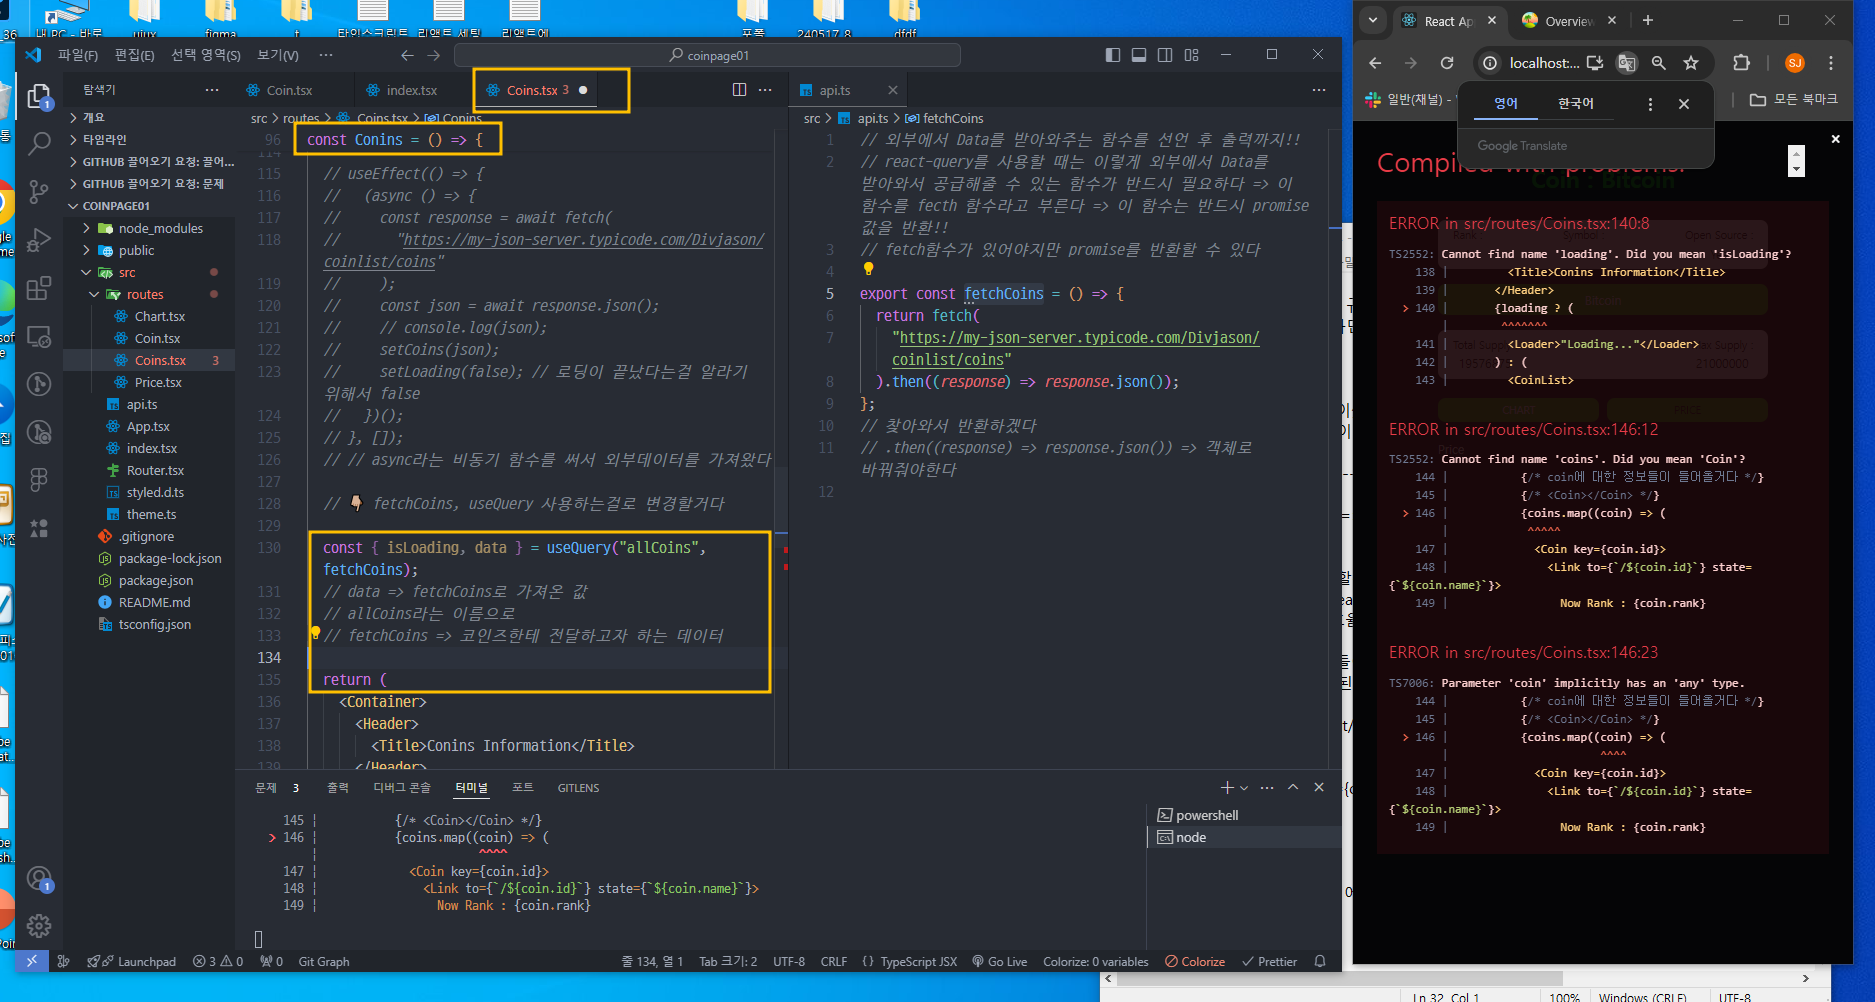 내 PC - 바로
uiux
figma
t
타입스크립트
리액트 세팅
리액트에
포폴
240517_8
dfdf
파일(F) 편집(E) 선택 영역(S) 보기(V) ··· coinpage01
탐색기 ···
개요
타임라인
GITHUB 끌어오기 요청: 끌어...
GITHUB 끌어오기 요청: 문제
COINPAGE01
node_modules
public
src
routes
Chart.tsx
Coin.tsx
Coins.tsx 3
Price.tsx
api.ts
App.tsx
index.tsx
Router.tsx
styled.d.ts
theme.ts
.gitignore
package-lock.json
package.json
README.md
tsconfig.json
Coin.tsx index.tsx Coins.tsx 3
src > routes > Coins.tsx > Conins
96 const Conins = () => {
114
115 // useEffect(() => {
116 //   (async () => {
117 //     const response = await fetch(
118 //       "https://my-json-server.typicode.com/Divjason/
coinlist/coins"
119 //     );
120 //     const json = await response.json();
121 //     // console.log(json);
122 //     setCoins(json);
123 //     setLoading(false); // 로딩이 끝났다는걸 알라기
위해서 false
124 //   })();
125 // }, []);
126 // // async라는 비동기 함수를 써서 외부데이터를 가져왔다
127
128 // 👇 fetchCoins, useQuery 사용하는걸로 변경할거다
129
130 const { isLoading, data } = useQuery("allCoins",
fetchCoins);
131 // data => fetchCoins로 가져온 값
132 // allCoins라는 이름으로
133 // fetchCoins => 코인즈한테 전달하고자 하는 데이터
134
135 return (
136 <Container>
137 <Header>
138 <Title>Conins Information</Title>
139 </Header>
api.ts
src > api.ts > fetchCoins
1 // 외부에서 Data를 받아와주는 함수를 선언 후 출력까지!!
2 // react-query를 사용할 때는 이렇게 외부에서 Data를
받아와서 공급해줄 수 있는 함수가 반드시 필요하다 => 이
함수를 fecth 함수라고 부른다 => 이 함수는 반드시 promise
값을 반환!!
3 // fetch함수가 있어야지만 promise를 반환할 수 있다
4
5 export const fetchCoins = () => {
6 return fetch(
7 "https://my-json-server.typicode.com/Divjason/
coinlist/coins"
8 ).then((response) => response.json());
9 };
10 // 찾아와서 반환하겠다
11 // .then((response) => response.json()) => 객체로
바꿔줘야한다
12
문제 3 출력 디버그 콘솔 터미널 포트 GITLENS
145 | {/* <Coin></Coin> */}
> 146 | {coins.map((coin) => (
| ^^^^
147 | <Coin key={coin.id}>
148 | <Link to={`/${coin.id}`} state={`${coin.name}`}>
149 | Now Rank : {coin.rank}
powershell
node
Launchpad 3 0 0 Git Graph 줄 134, 열 1 Tab 크기: 2 UTF-8 CRLF {} TypeScript JSX Go Live Colorize: 0 variables Colorize Prettier
React Ap Overview
localhost:... SJ
일반(채널) - 모든 북마크
영어 한국어
Google Translate
Compiled with problems:
Coin : Bitcoin
ERROR in src/routes/Coins.tsx:140:8
Open Source
TS2552: Cannot find name 'loading'. Did you mean 'isLoading'?
138 | <Title>Conins Information</Title>
139 | </Header>
> 140 | {loading ? (
| ^^^^^^^
141 | <Loader>"Loading..."</Loader>
142 | ) : (
143 | <CoinList>
Bitcoin
Total Supply
21000000
CHART PRICE
ERROR in src/routes/Coins.tsx:146:12
Price
TS2552: Cannot find name 'coins'. Did you mean 'Coin'?
144 | {/* coin에 대한 정보들이 들어올거다 */}
145 | {/* <Coin></Coin> */}
> 146 | {coins.map((coin) => (
| ^^^^^
147 | <Coin key={coin.id}>
148 | <Link to={`/${coin.id}`} state=
{`${coin.name}`}>
149 | Now Rank : {coin.rank}
ERROR in src/routes/Coins.tsx:146:23
TS7006: Parameter 'coin' implicitly has an 'any' type.
144 | {/* coin에 대한 정보들이 들어올거다 */}
145 | {/* <Coin></Coin> */}
> 146 | {coins.map((coin) => (
| ^^^^
147 | <Coin key={coin.id}>
148 | <Link to={`/${coin.id}`} state=
{`${coin.name}`}>
149 | Now Rank : {coin.rank}
Ln 32, Col 1 100% Windows (CRLF) UTF-8